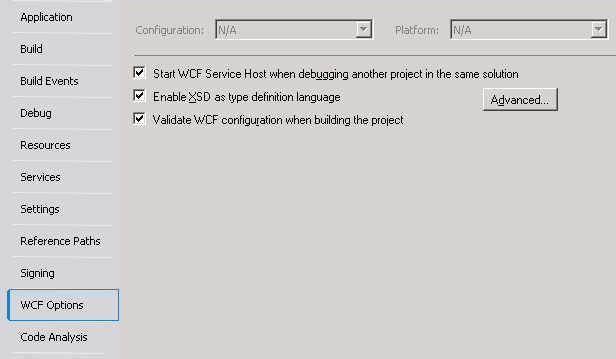 Application
Build
Build Events
Debug
Resources
Services
Settings
Reference Paths
Signing
WCF Options
Code Analysis
Configuration: N/A Platform: N/A
Start WCF Service Host when debugging another project in the same solution
Enable XSD as type definition language
Advanced...
Validate WCF configuration when building the project